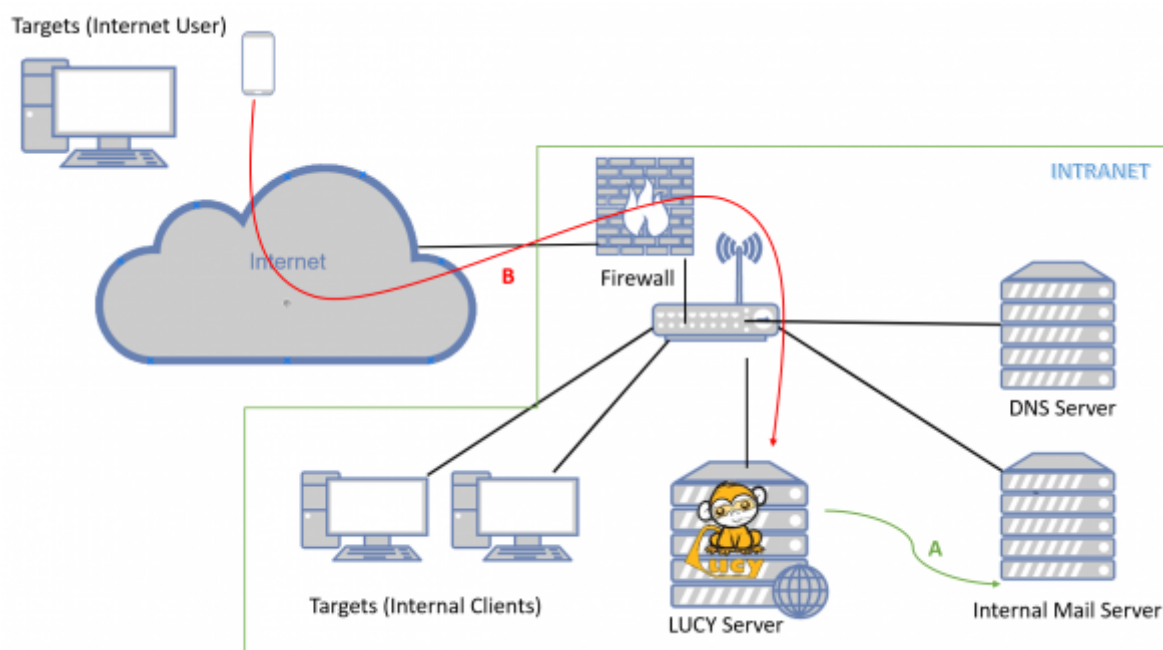 Targets (Internet User)
INTRANET
Internet
B
Firewall
DNS Server
A
LUCY
Targets (Internal Clients)
LUCY Server
Internal Mail Server